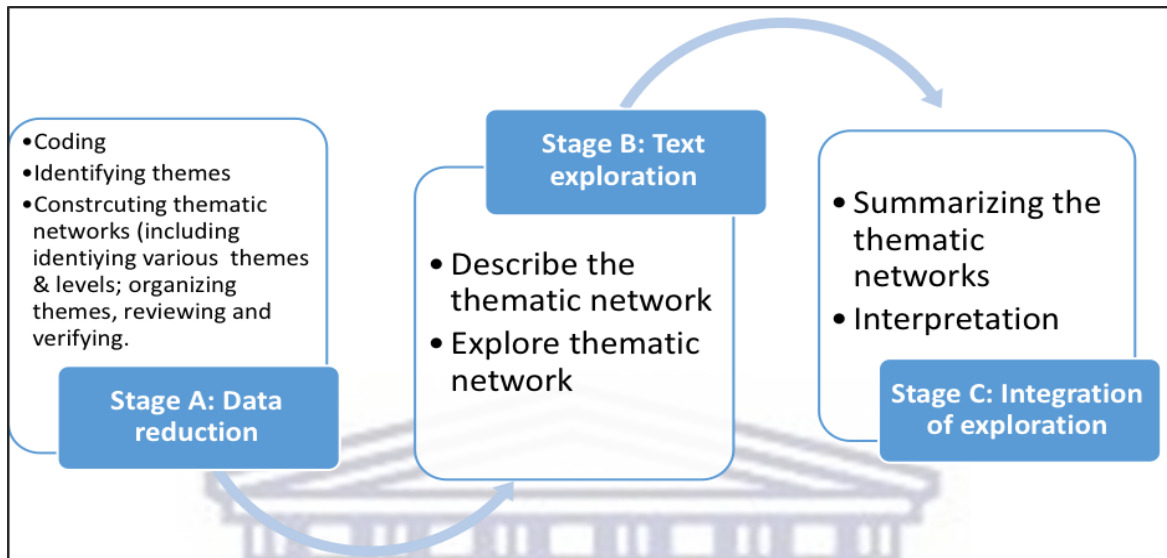 •Coding
•Identifying themes
•Constrcuting thematic
networks (including
identiying various themes
& levels; organizing
themes, reviewing and
verifying.
Stage A: Data
reduction
Stage B: Text
exploration
• Describe the
thematic network
• Explore thematic
network
• Summarizing the
thematic
networks
• Interpretation
Stage C: Integration
of exploration